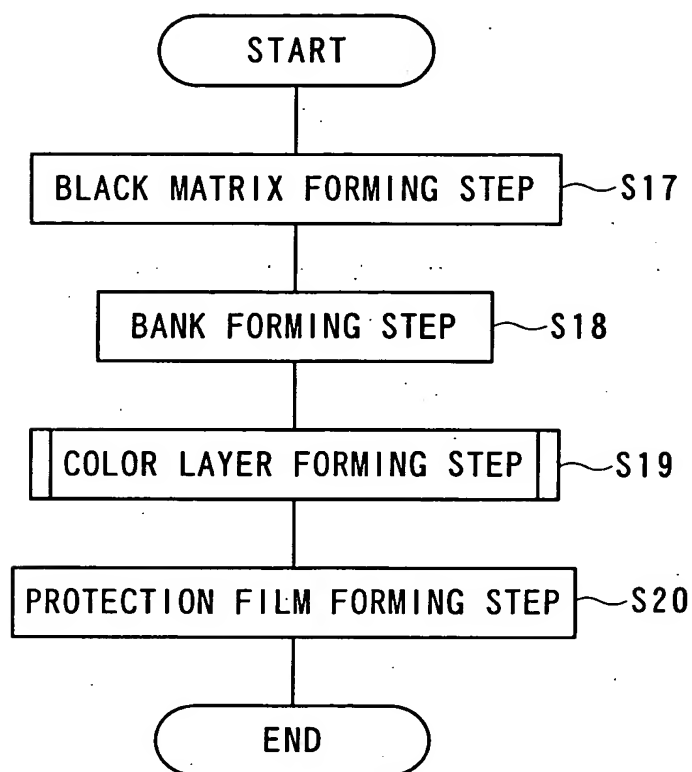 START
BLACK MATRIX FORMING STEP S17
BANK FORMING STEP S18
COLOR LAYER FORMING STEP S19
PROTECTION FILM FORMING STEP S20
END